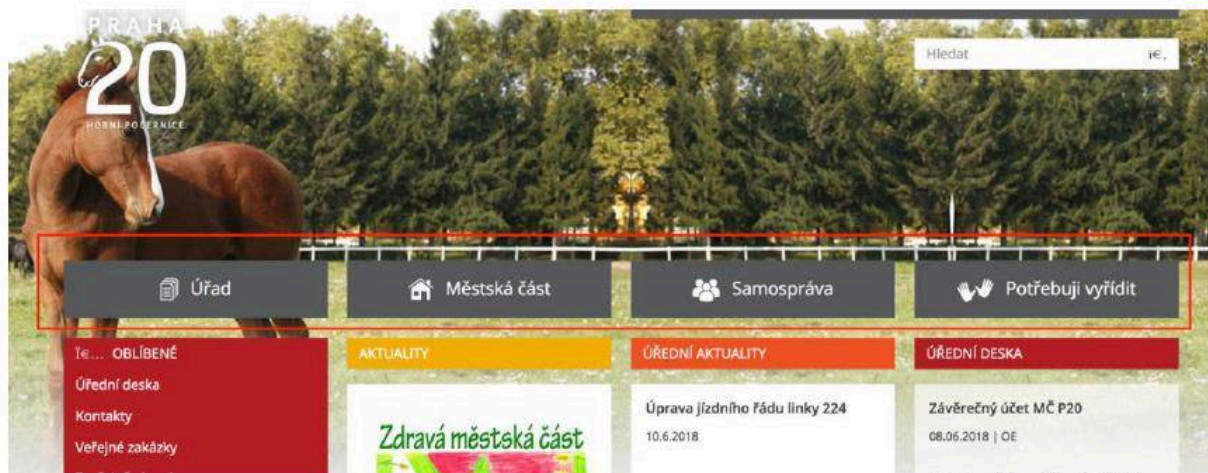 PRAHA
20
HORNÍ POČERNICE
Hledat ï€‚
Úřad
Městská část
Samospráva
Potřebuji vyřídit
ï€… OBLÍBENÉ
Úřední deska
Kontakty
Veřejné zakázky
AKTUALITY
Zdravá městská část
ÚŘEDNÍ AKTUALITY
Úprava jízdního řádu linky 224
10.6.2018
ÚŘEDNÍ DESKA
Závěrečný účet MČ P20
08.06.2018 | OE